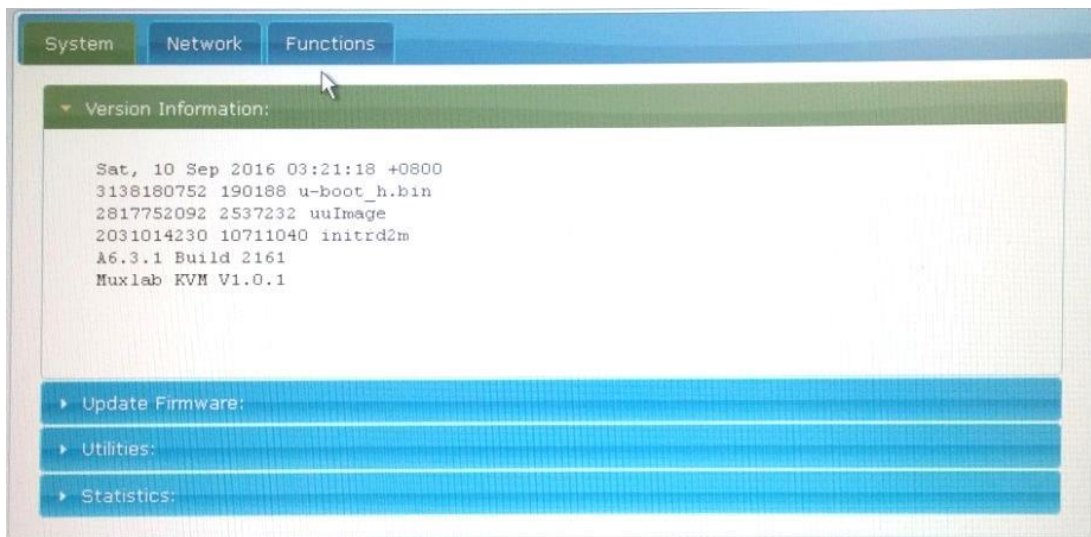 System Network Functions
Version Information:
Sat, 10 Sep 2016 03:21:18 +0800
3138180752 190188 u-boot_h.bin
2817752092 2537232 uuImage
2031014230 10711040 initrd2m
A6.3.1 Build 2161
Muxlab KVM V1.0.1
Update Firmware:
Utilities:
Statistics: